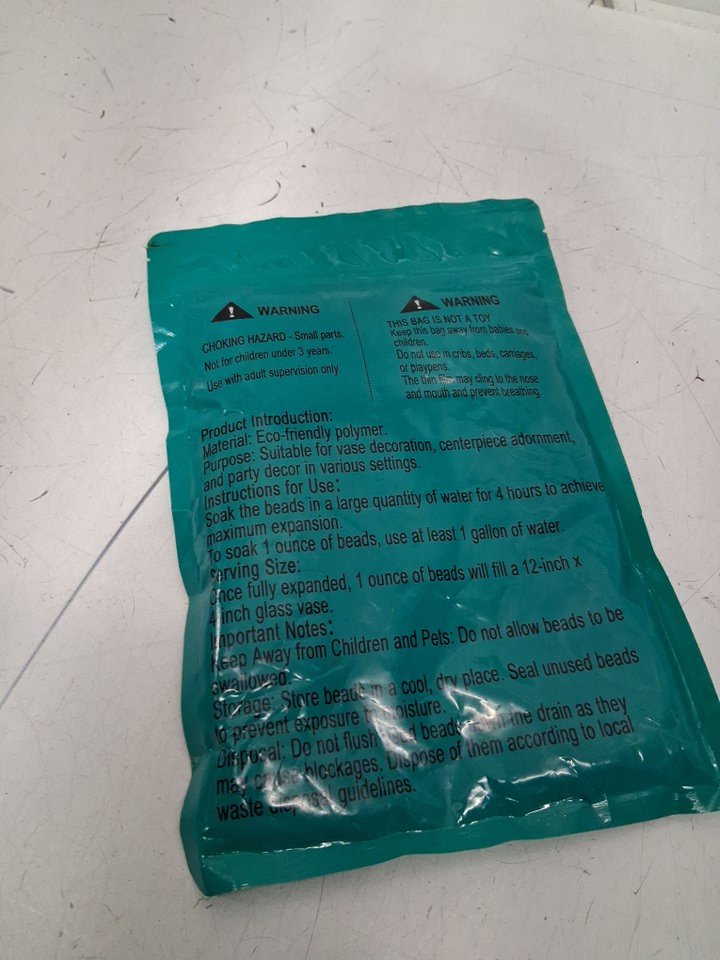 WARNING
CHOKING HAZARD - Small parts.
Not for children under 3 years.
Use with adult supervision only.
WARNING
THIS BAG IS NOT A TOY
Keep this bag away from babies and
children.
Do not use in cribs, beds, carriages,
or playpens.
The thin film may cling to the nose
and mouth and prevent breathing.
Product Introduction:
Material: Eco-friendly polymer.
Purpose: Suitable for vase decoration, centerpiece adornment,
and party decor in various settings.
Instructions for Use:
Soak the beads in a large quantity of water for 4 hours to achieve
maximum expansion.
To soak 1 ounce of beads, use at least 1 gallon of water.
Serving Size:
Once fully expanded, 1 ounce of beads will fill a 12-inch x
4-inch glass vase.
Important Notes:
Keep Away from Children and Pets: Do not allow beads to be
swallowed.
Storage: Store beads in a cool, dry place. Seal unused beads
to prevent exposure to moisture.
Disposal: Do not flush used beads down the drain as they
may cause blockages. Dispose of them according to local
waste disposal guidelines.